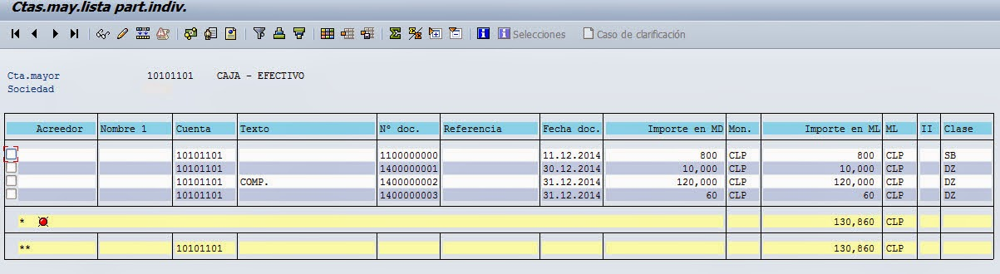 Ctas.may.lista part.indiv.
Selecciones Caso de clarificación
Cta.mayor 10101101 CAJA - EFECTIVO
Sociedad
Acreedor Nombre 1 Cuenta Texto N° doc. Referencia Fecha doc. Importe en MD Mon. Importe en ML ML II Clase
10101101 1100000000 11.12.2014 800 CLP 800 CLP SB
10101101 1400000001 30.12.2014 10,000 CLP 10,000 CLP DZ
10101101 COMP. 1400000002 31.12.2014 120,000 CLP 120,000 CLP DZ
10101101 1400000003 31.12.2014 60 CLP 60 CLP DZ
* 130,860 CLP
** 10101101 130,860 CLP